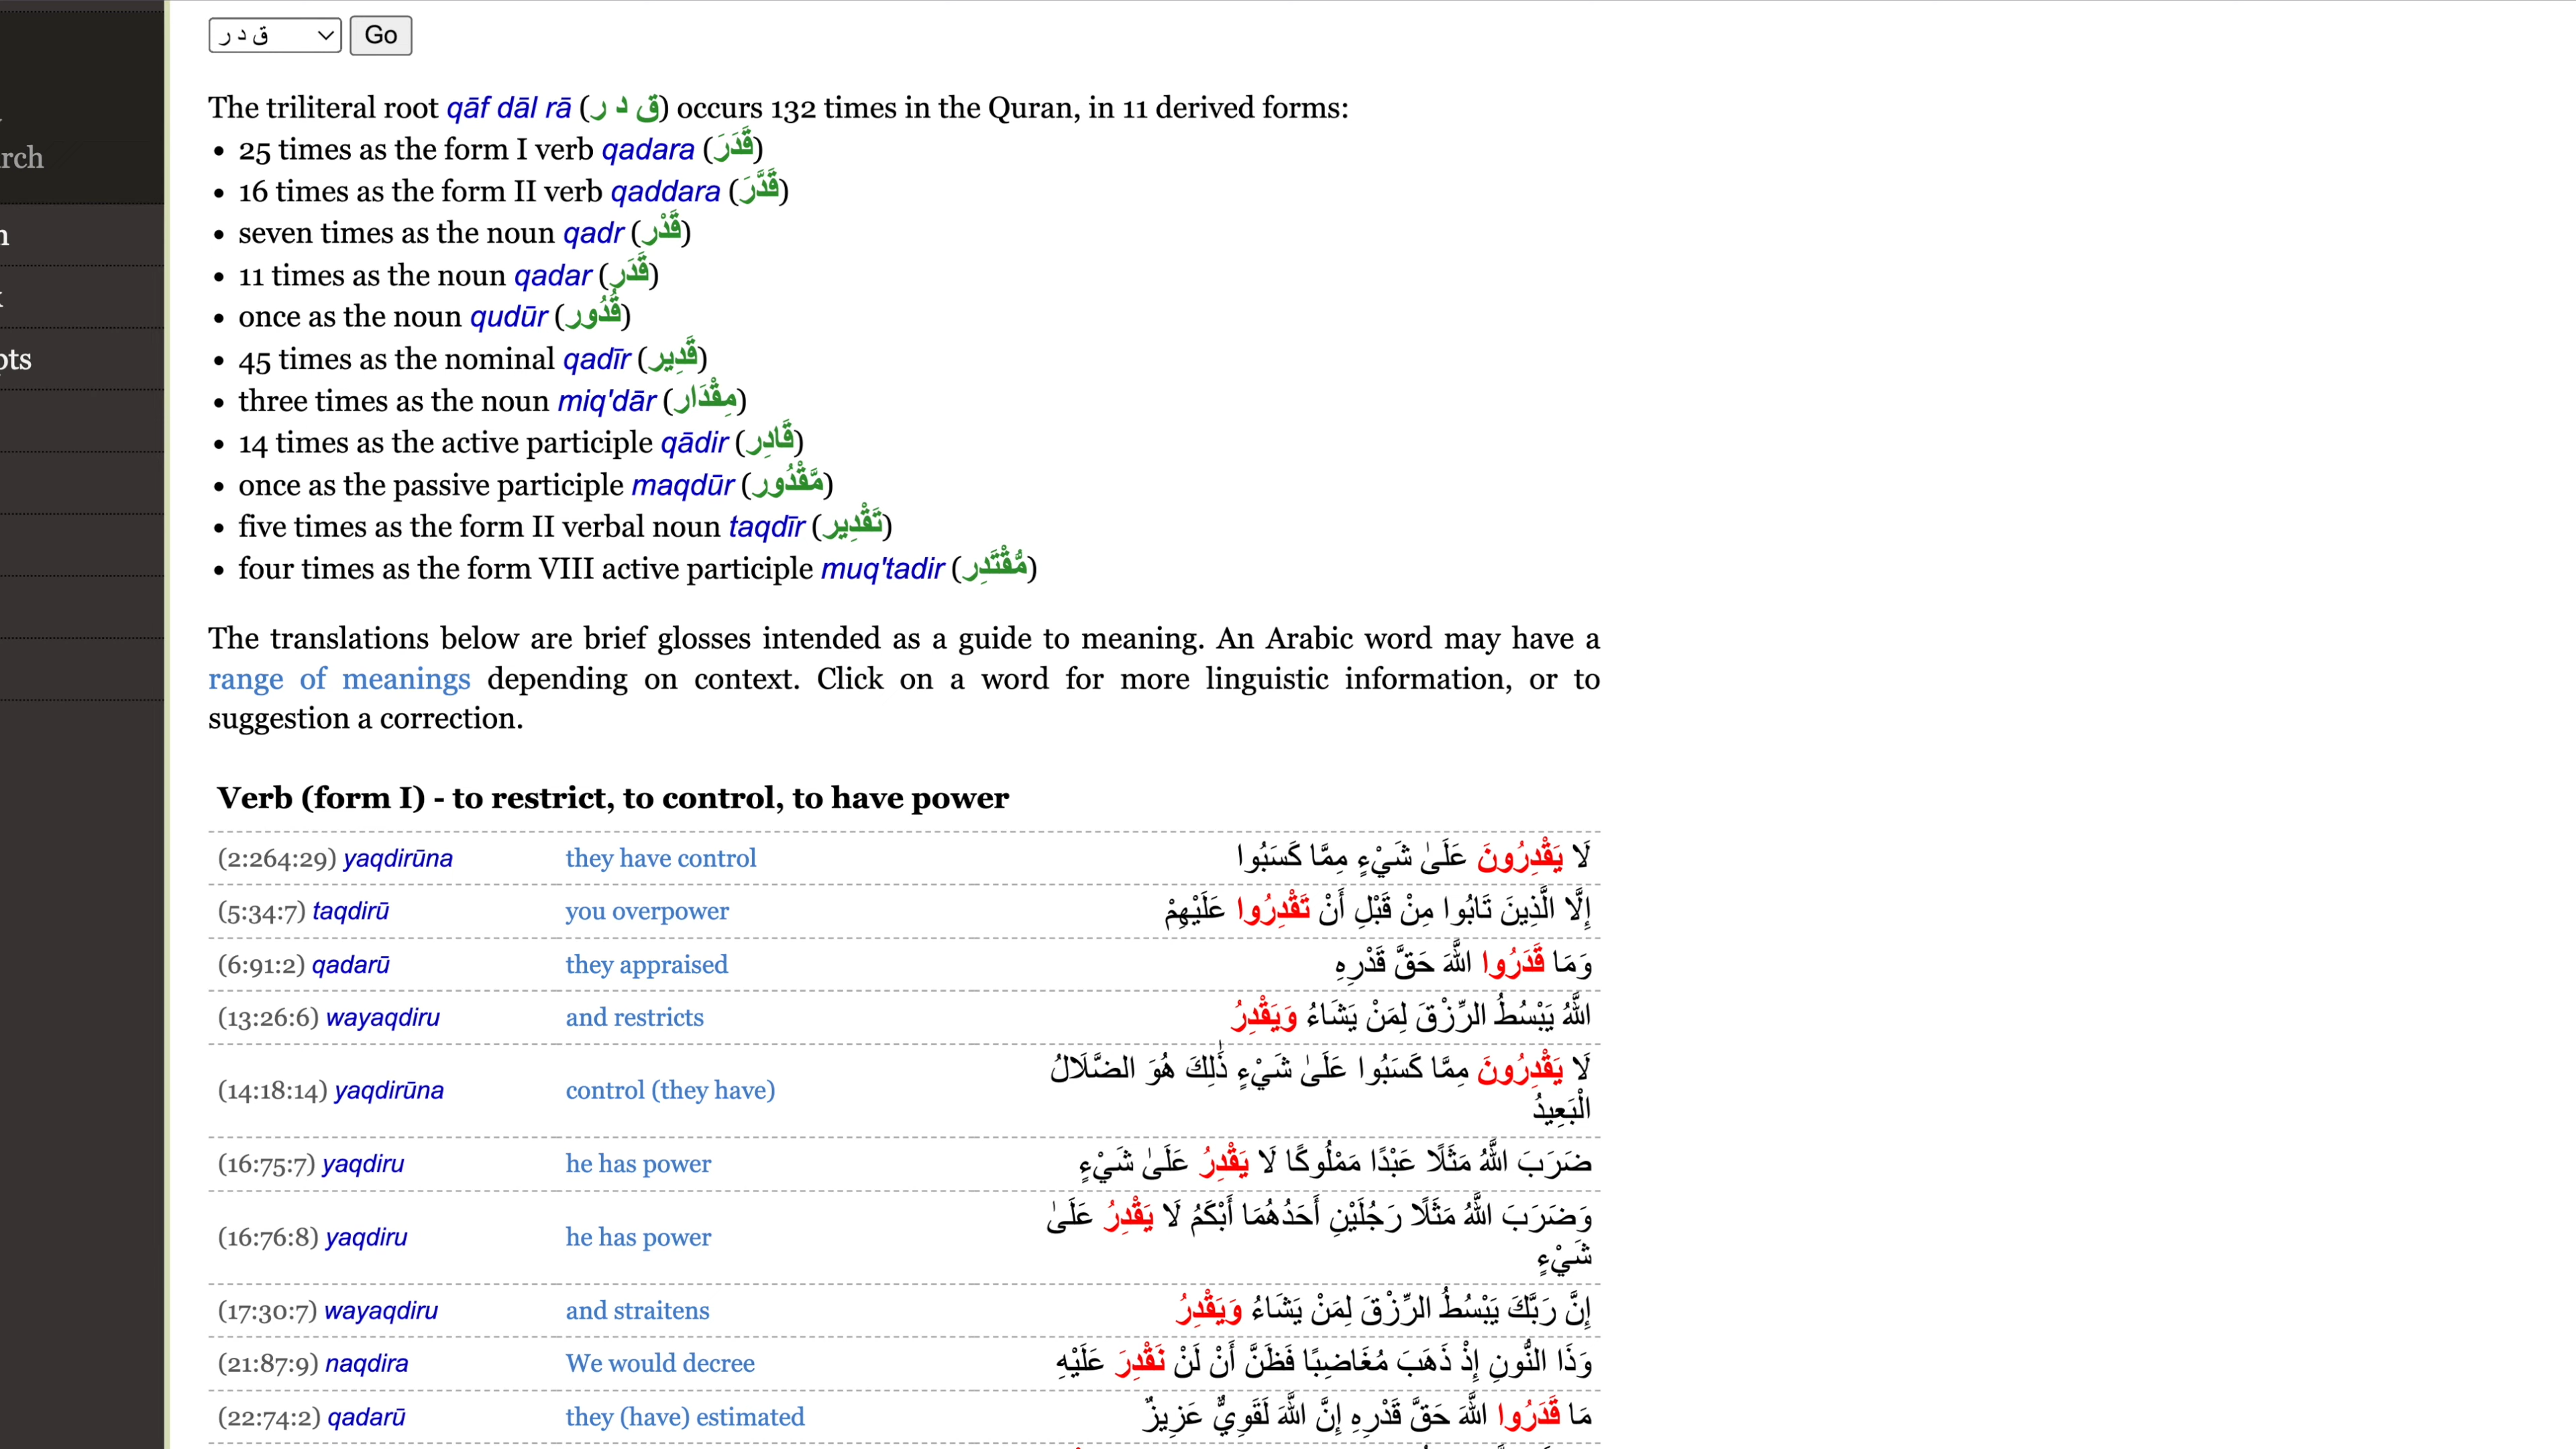 ق د ر
Go
The triliteral root qāf dāl rā (ق د ر) occurs 132 times in the Quran, in 11 derived forms:
• 25 times as the form I verb qadara (قَدَرَ)
• 16 times as the form II verb qaddara (قَدَّرَ)
• seven times as the noun qadr (قَدْر)
• 11 times as the noun qadar (قَدَر)
• once as the noun qudūr (قُدُور)
• 45 times as the nominal qadīr (قَدِير)
• three times as the noun miq'dār (مِقْدَار)
• 14 times as the active participle qādir (قَادِر)
• once as the passive participle maqdūr (مَّقْدُور)
• five times as the form II verbal noun taqdīr (تَقْدِير)
• four times as the form VIII active participle muq'tadir (مُّقْتَدِر)
The translations below are brief glosses intended as a guide to meaning. An Arabic word may have a
range of meanings depending on context. Click on a word for more linguistic information, or to
suggestion a correction.
Verb (form I) - to restrict, to control, to have power
(2:264:29) yaqdirūna they have control لَا يَقْدِرُونَ عَلَىٰ شَيْءٍ مِمَّا كَسَبُوا
(5:34:7) taqdirū you overpower إِلَّا الَّذِينَ تَابُوا مِنْ قَبْلِ أَنْ تَقْدِرُوا عَلَيْهِمْ
(6:91:2) qadarū they appraised وَمَا قَدَرُوا اللَّهَ حَقَّ قَدْرِهِ
(13:26:6) wayaqdiru and restricts اللَّهُ يَبْسُطُ الرِّزْقَ لِمَنْ يَشَاءُ وَيَقْدِرُ
(14:18:14) yaqdirūna control (they have) لَا يَقْدِرُونَ مِمَّا كَسَبُوا عَلَىٰ شَيْءٍ ذَٰلِكَ هُوَ الضَّلَالُ
الْبَعِيدُ
(16:75:7) yaqdiru he has power ضَرَبَ اللَّهُ مَثَلًا عَبْدًا مَمْلُوكًا لَا يَقْدِرُ عَلَىٰ شَيْءٍ
(16:76:8) yaqdiru he has power وَضَرَبَ اللَّهُ مَثَلًا رَجُلَيْنِ أَحَدُهُمَا أَبْكَمُ لَا يَقْدِرُ عَلَىٰ
شَيْءٍ
(17:30:7) wayaqdiru and straitens إِنَّ رَبَّكَ يَبْسُطُ الرِّزْقَ لِمَنْ يَشَاءُ وَيَقْدِرُ
(21:87:9) naqdira We would decree وَذَا النُّونِ إِذْ ذَهَبَ مُغَاضِبًا فَظَنَّ أَنْ لَنْ نَقْدِرَ عَلَيْهِ
(22:74:2) qadarū they (have) estimated مَا قَدَرُوا اللَّهَ حَقَّ قَدْرِهِ إِنَّ اللَّهَ لَقَوِيٌّ عَزِيزٌ